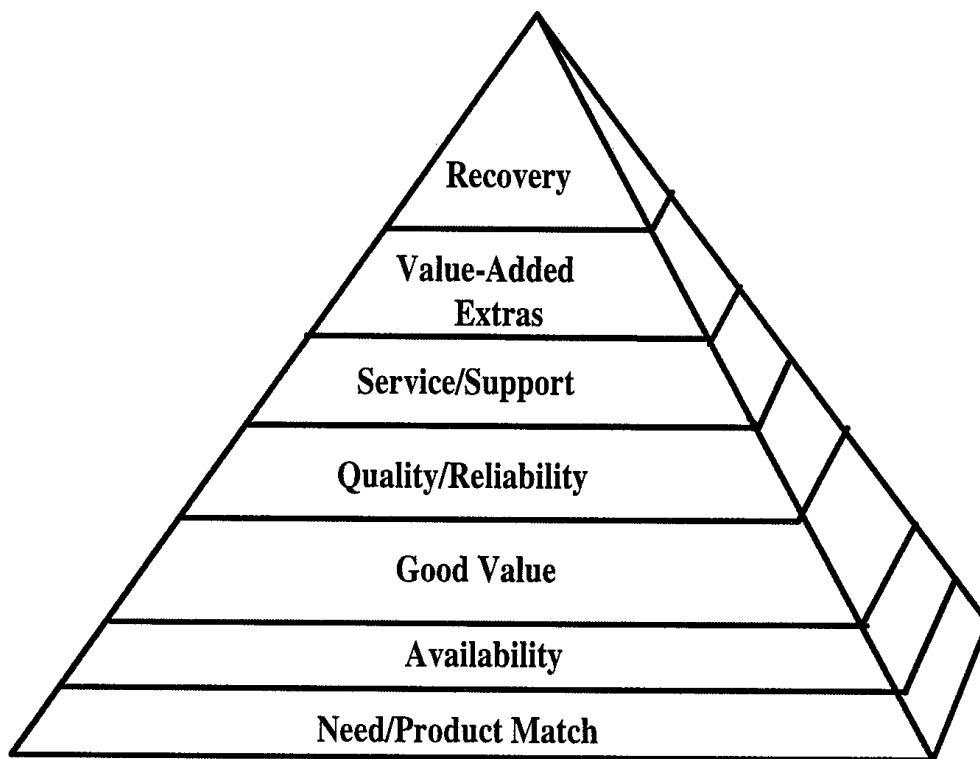 Recovery
Value-Added
Extras
Service/Support
Quality/Reliability
Good Value
Availability
Need/Product Match